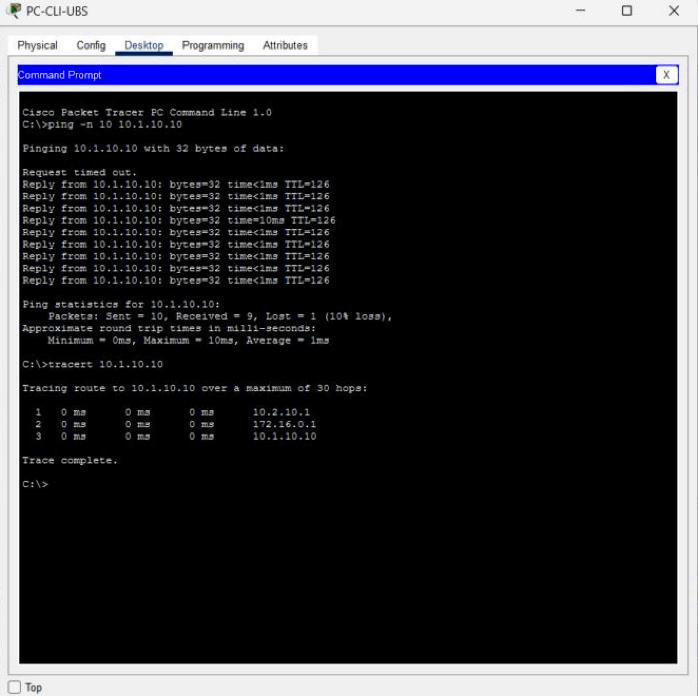 PC-CLI-UBS
Physical Config Desktop Programming Attributes
Command Prompt
X
Cisco Packet Tracer PC Command Line 1.0
C:\>ping -n 10 10.1.10.10
Pinging 10.1.10.10 with 32 bytes of data:
Request timed out.
Reply from 10.1.10.10: bytes=32 time<1ms TTL=126
Reply from 10.1.10.10: bytes=32 time<1ms TTL=126
Reply from 10.1.10.10: bytes=32 time<1ms TTL=126
Reply from 10.1.10.10: bytes=32 time=10ms TTL=126
Reply from 10.1.10.10: bytes=32 time<1ms TTL=126
Reply from 10.1.10.10: bytes=32 time<1ms TTL=126
Reply from 10.1.10.10: bytes=32 time<1ms TTL=126
Reply from 10.1.10.10: bytes=32 time<1ms TTL=126
Reply from 10.1.10.10: bytes=32 time<1ms TTL=126
Ping statistics for 10.1.10.10:
Packets: Sent = 10, Received = 9, Lost = 1 (10% loss),
Approximate round trip times in milli-seconds:
Minimum = 0ms, Maximum = 10ms, Average = 1ms
C:\>tracert 10.1.10.10
Tracing route to 10.1.10.10 over a maximum of 30 hops:
1 0 ms 0 ms 0 ms 10.2.10.1
2 0 ms 0 ms 0 ms 172.16.0.1
3 0 ms 0 ms 0 ms 10.1.10.10
Trace complete.
C:\>
Top